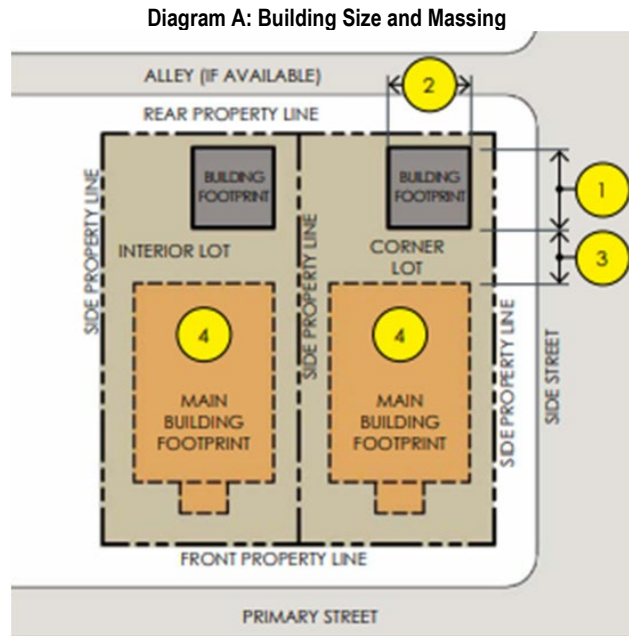 Diagram A: Building Size and Massing
ALLEY (IF AVAILABLE)
2
REAR PROPERTY LINE
BUILDING
FOOTPRINT
BUILDING
FOOTPRINT
1
SIDE PROPERTY LINE
INTERIOR LOT
SIDE PROPERTY LINE
CORNER
LOT
3
4
4
SIDE PROPERTY LINE
SIDE STREET
MAIN
BUILDING
FOOTPRINT
MAIN
BUILDING
FOOTPRINT
FRONT PROPERTY LINE
PRIMARY STREET